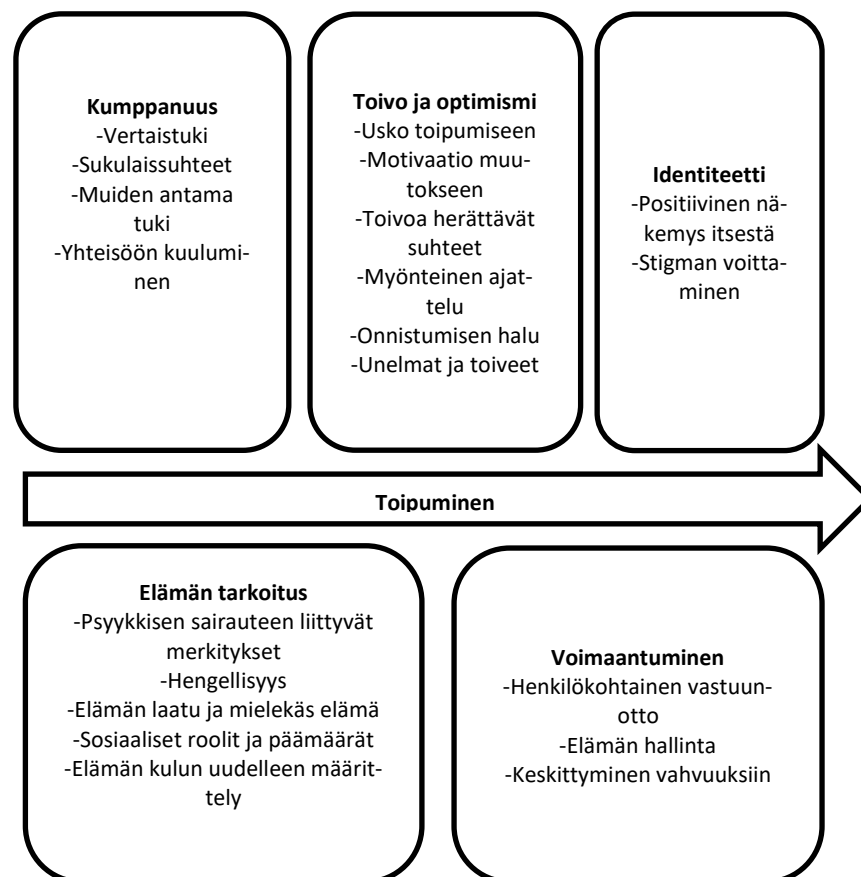 Kumppanuus
-Vertaistuki
-Sukulaissuhteet
-Muiden antama
tuki
-Yhteisöön kuulumi-
nen
Toivo ja optimismi
-Usko toipumiseen
-Motivaatio muu-
tokseen
-Toivoa herättävät
suhteet
-Myönteinen ajat-
telu
-Onnistumisen halu
-Unelmat ja toiveet
Identiteetti
-Positiivinen nä-
kemys itsestä
-Stigman voitta-
minen
Toipuminen
Elämän tarkoitus
-Psyykkisen sairauteen liittyvät
merkitykset
-Hengellisyys
-Elämän laatu ja mielekäs elämä
-Sosiaaliset roolit ja päämäärät
-Elämän kulun uudelleen määrit-
tely
Voimaantuminen
-Henkilökohtainen vastuun-
otto
-Elämän hallinta
-Keskittyminen vahvuuksiin